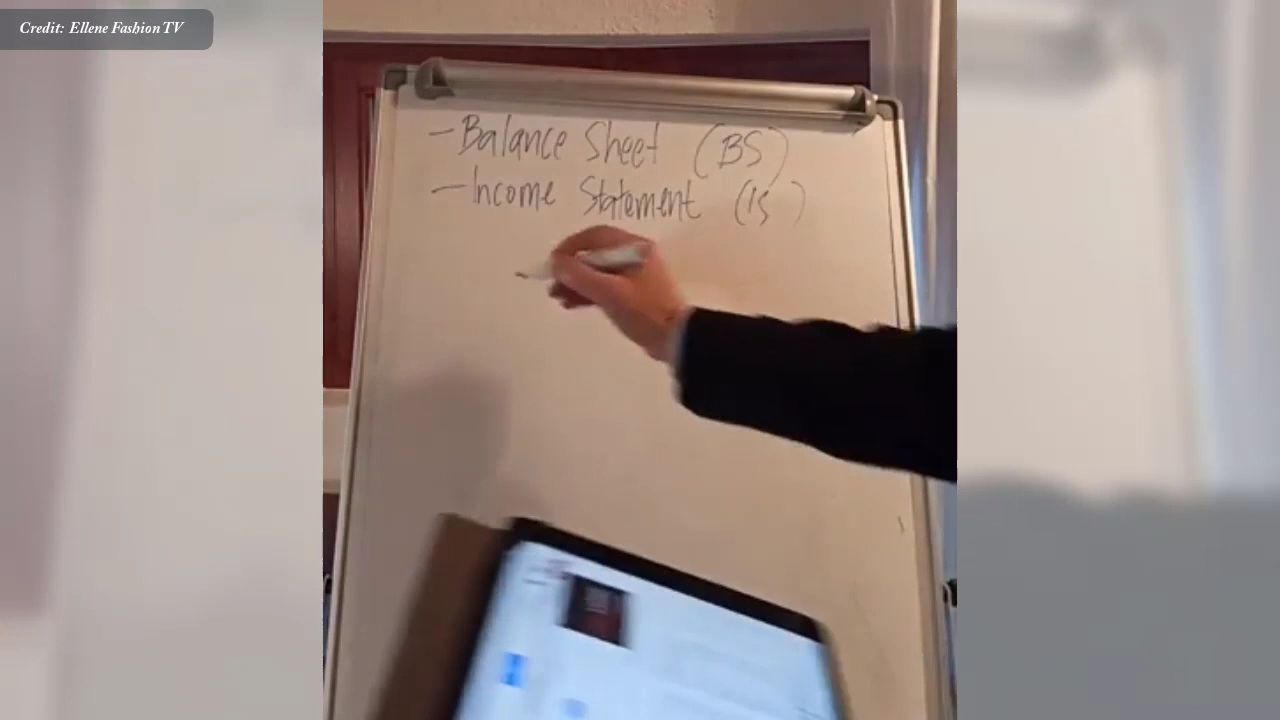 Credit: Ellene Fashion TV
- Balance Sheet (BS)
- Income Statement (IS)